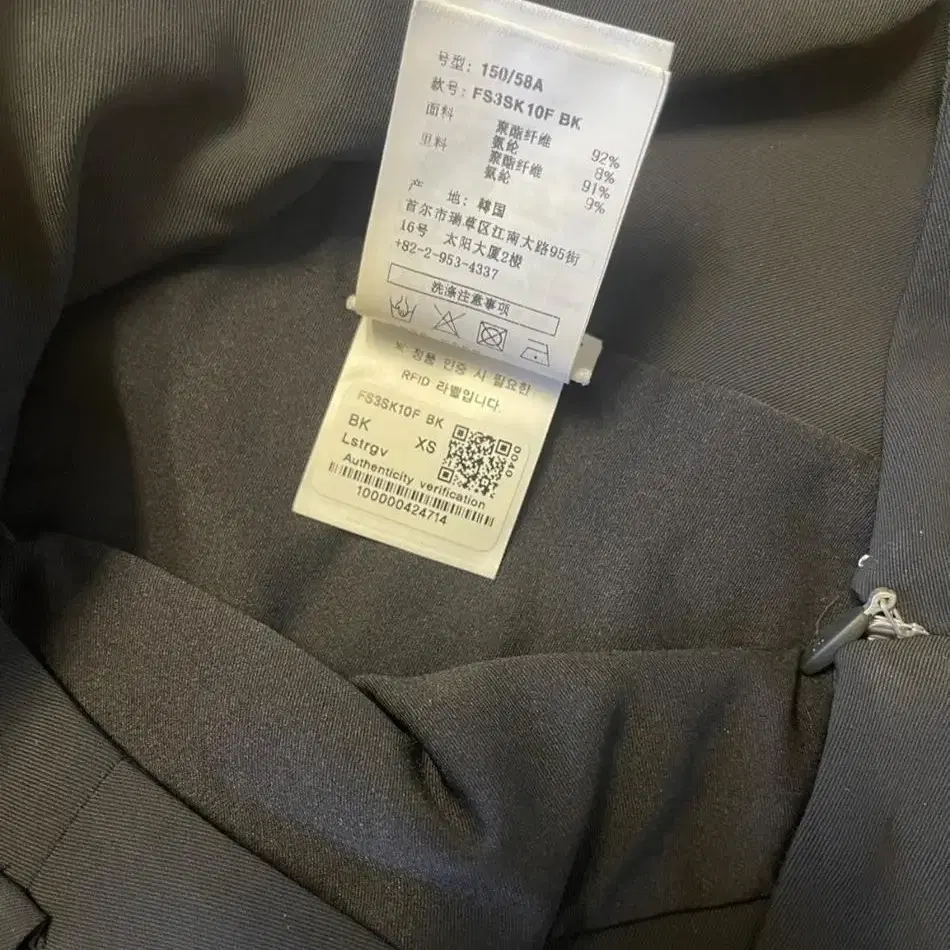 号型: 150/58A
款号: FS3SK10F BK
面料 聚酯纤维 92%
氨纶 8%
里料 聚酯纤维 91%
氨纶 9%
产 地: 韓国
首尔市瑞草区江南大路95街
16号 太阳大厦2楼
+82-2-953-4337
洗涤注意事项
정품 인증 시 필요한
RFID 라벨입니다.
FS3SK10F BK
BK XS
Lstrgv
0040
Authenticity verification
100000424714